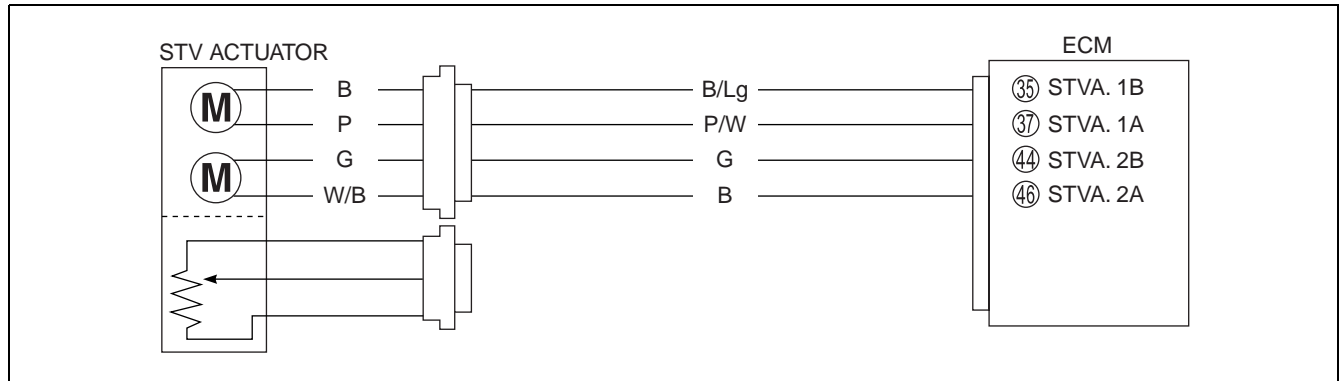 STV ACTUATOR
ECM
M
B
B/Lg
35 STVA. 1B
P
P/W
37 STVA. 1A
M
G
G
44 STVA. 2B
W/B
B
46 STVA. 2A